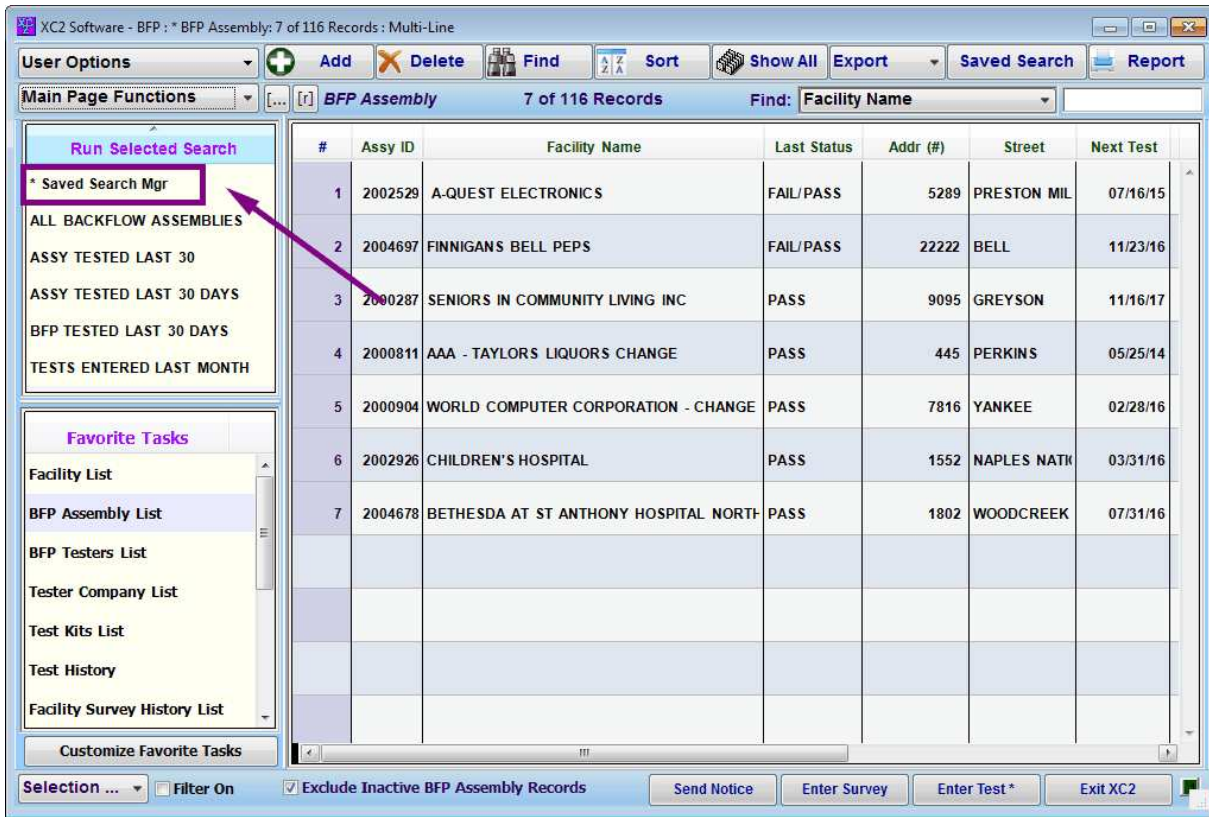 XC2 Software - BFP : * BFP Assembly: 7 of 116 Records : Multi-Line
User Options Add Delete Find Sort Show All Export Saved Search Report
Main Page Functions [... [r] BFP Assembly 7 of 116 Records Find: Facility Name
Run Selected Search
* Saved Search Mgr
ALL BACKFLOW ASSEMBLIES
ASSY TESTED LAST 30
ASSY TESTED LAST 30 DAYS
BFP TESTED LAST 30 DAYS
TESTS ENTERED LAST MONTH
Favorite Tasks
Facility List
BFP Assembly List
BFP Testers List
Tester Company List
Test Kits List
Test History
Facility Survey History List
Customize Favorite Tasks
# Assy ID Facility Name Last Status Addr (#) Street Next Test
1 2002529 A-QUEST ELECTRONICS FAIL/PASS 5289 PRESTON MIL 07/16/15
2 2004697 FINNIGANS BELL PEPS FAIL/PASS 22222 BELL 11/23/16
3 2000287 SENIORS IN COMMUNITY LIVING INC PASS 9095 GREYSON 11/16/17
4 2000811 AAA - TAYLORS LIQUORS CHANGE PASS 445 PERKINS 05/25/14
5 2000904 WORLD COMPUTER CORPORATION - CHANGE PASS 7816 YANKEE 02/28/16
6 2002926 CHILDREN'S HOSPITAL PASS 1552 NAPLES NATI 03/31/16
7 2004678 BETHESDA AT ST ANTHONY HOSPITAL NORTH PASS 1802 WOODCREEK 07/31/16
Selection ... Filter On Exclude Inactive BFP Assembly Records Send Notice Enter Survey Enter Test * Exit XC2